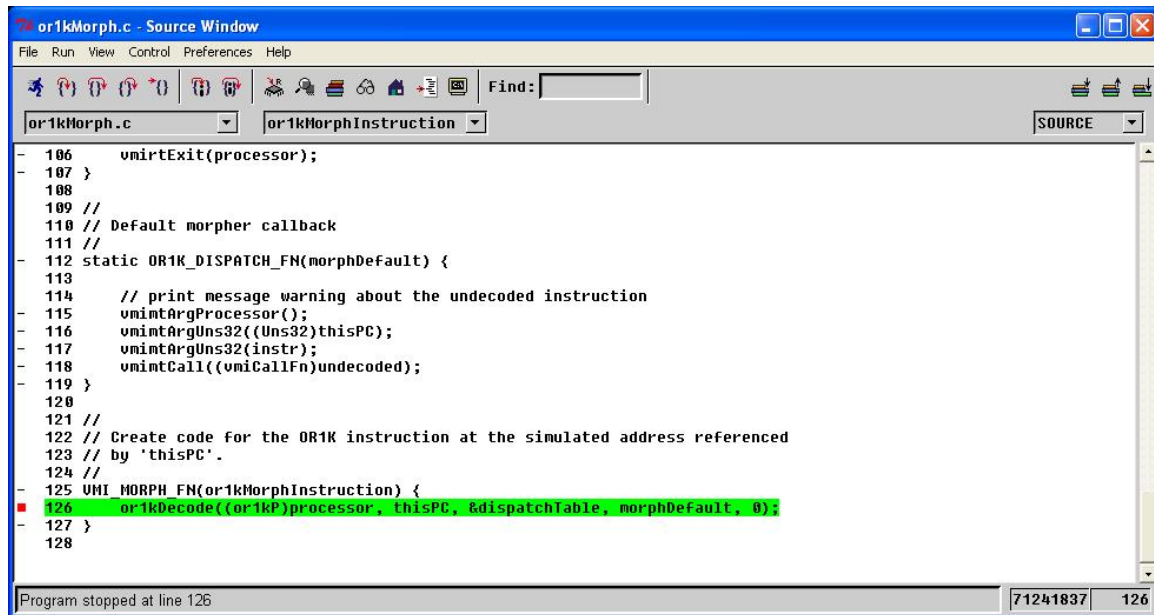 or1kMorph.c - Source Window
File Run View Control Preferences Help
Find:
or1kMorph.c or1kMorphInstruction SOURCE
- 106 vmirtExit(processor);
- 107 }
108
109 //
110 // Default morpher callback
111 //
- 112 static OR1K_DISPATCH_FN(morphDefault) {
113
114 // print message warning about the undecoded instruction
- 115 vmimtArgProcessor();
- 116 vmimtArgUns32((Uns32)thisPC);
- 117 vmimtArgUns32(instr);
- 118 vmimtCall((vmiCallFn)undecoded);
- 119 }
120
121 //
122 // Create code for the OR1K instruction at the simulated address referenced
123 // by 'thisPC'.
124 //
- 125 VMI_MORPH_FN(or1kMorphInstruction) {
126 or1kDecode((or1kP)processor, thisPC, &dispatchTable, morphDefault, 0);
- 127 }
128
Program stopped at line 126 71241837 126